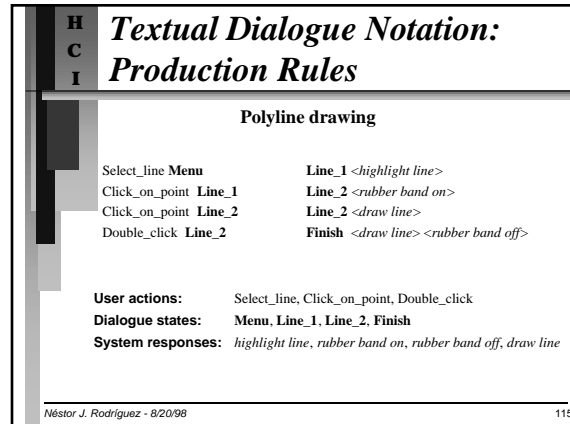 H
C
I
Textual Dialogue Notation:
Production Rules
Polyline drawing
Select_line Menu Line_1 <highlight line>
Click_on_point Line_1 Line_2 <rubber band on>
Click_on_point Line_2 Line_2 <draw line>
Double_click Line_2 Finish <draw line> <rubber band off>
User actions: Select_line, Click_on_point, Double_click
Dialogue states: Menu, Line_1, Line_2, Finish
System responses: highlight line, rubber band on, rubber band off, draw line
Néstor J. Rodríguez - 8/20/98 115